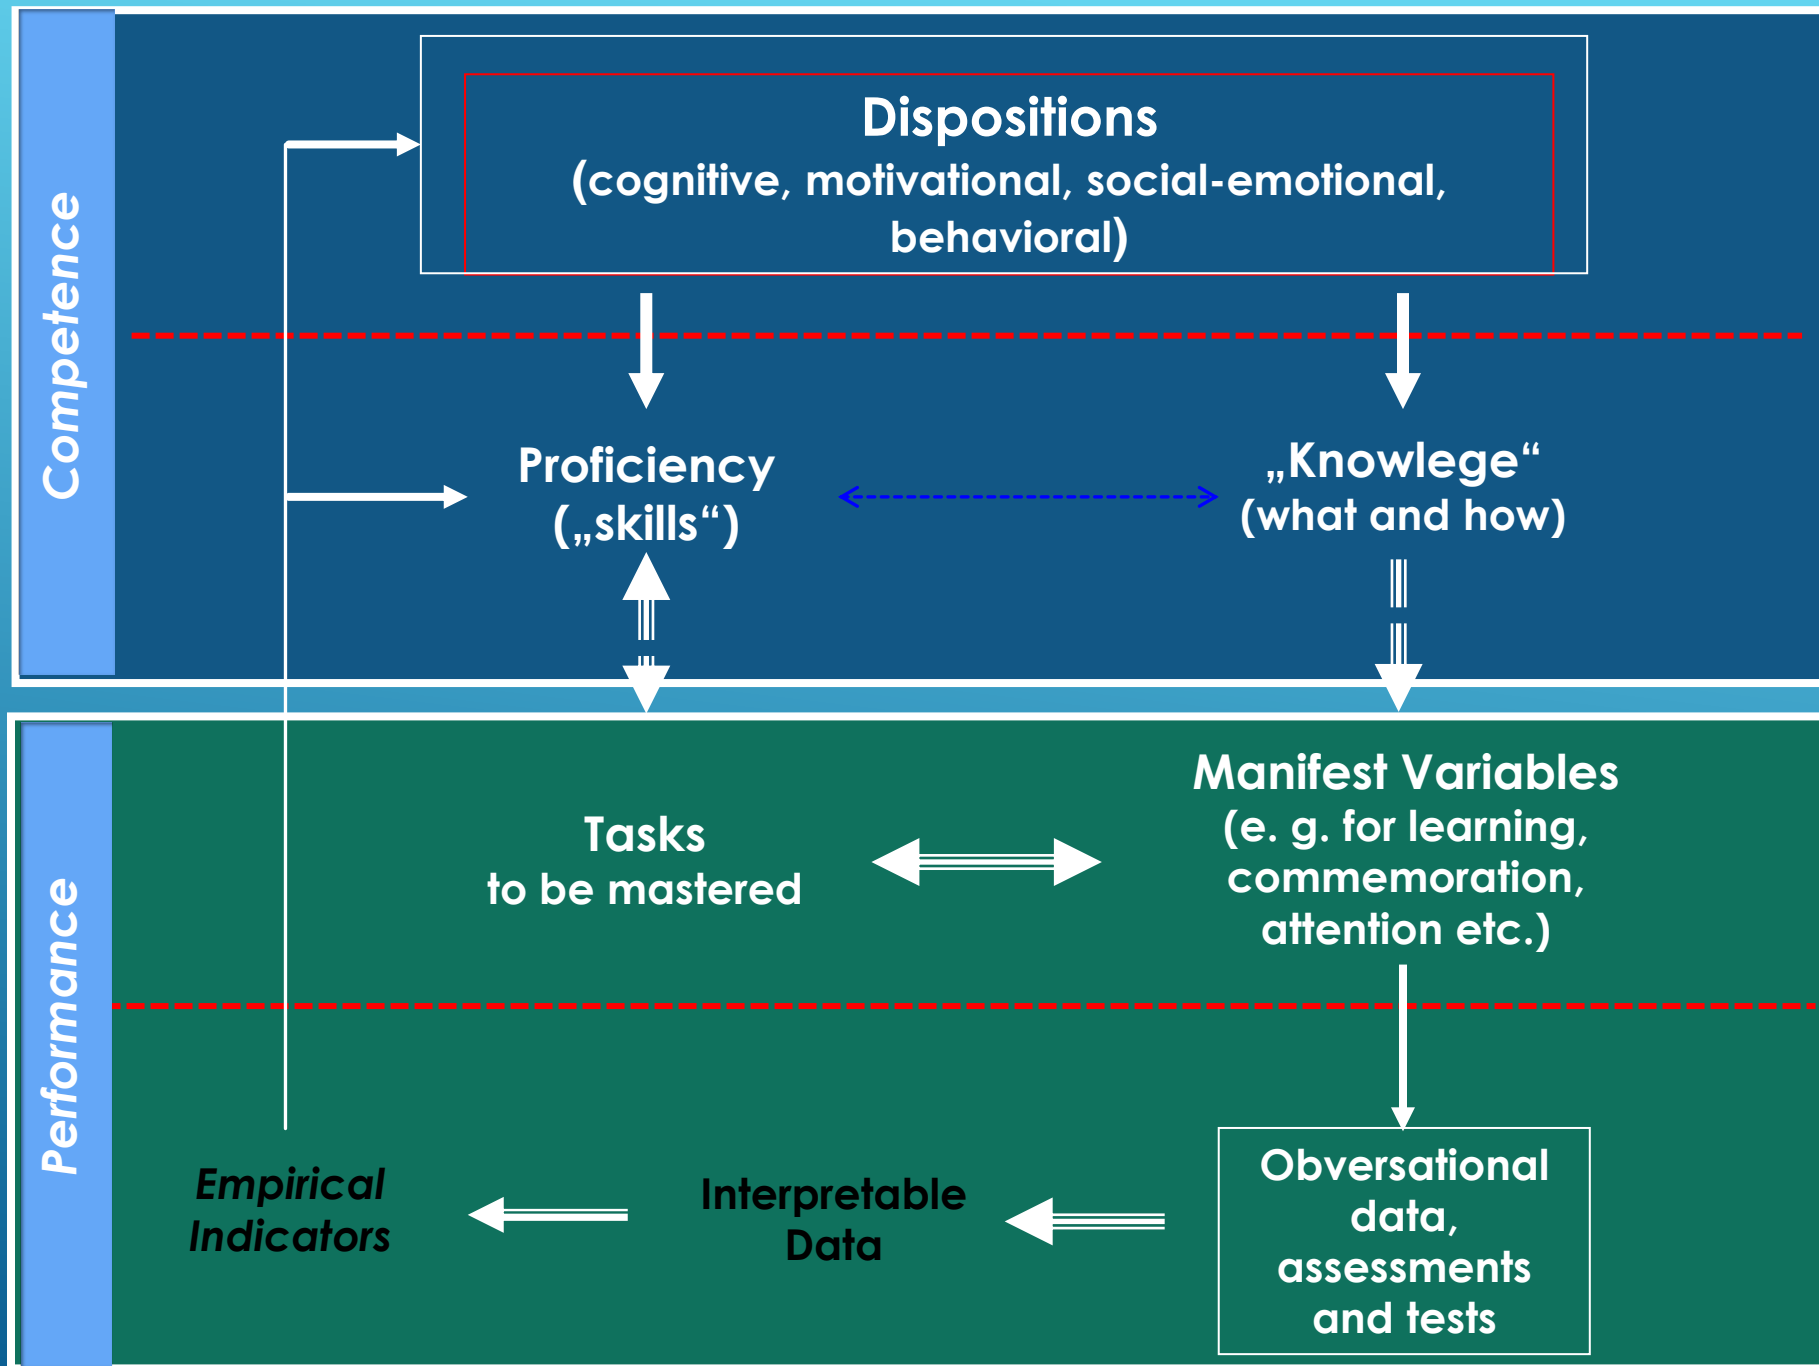 Competence
Dispositions
(cognitive, motivational, social-emotional,
behavioral)
Proficiency
(„skills“)
„Knowlege“
(what and how)
Performance
Tasks
to be mastered
Manifest Variables
(e. g. for learning,
commemoration,
attention etc.)
Empirical
Indicators
Interpretable
Data
Obversational
data,
assessments
and tests